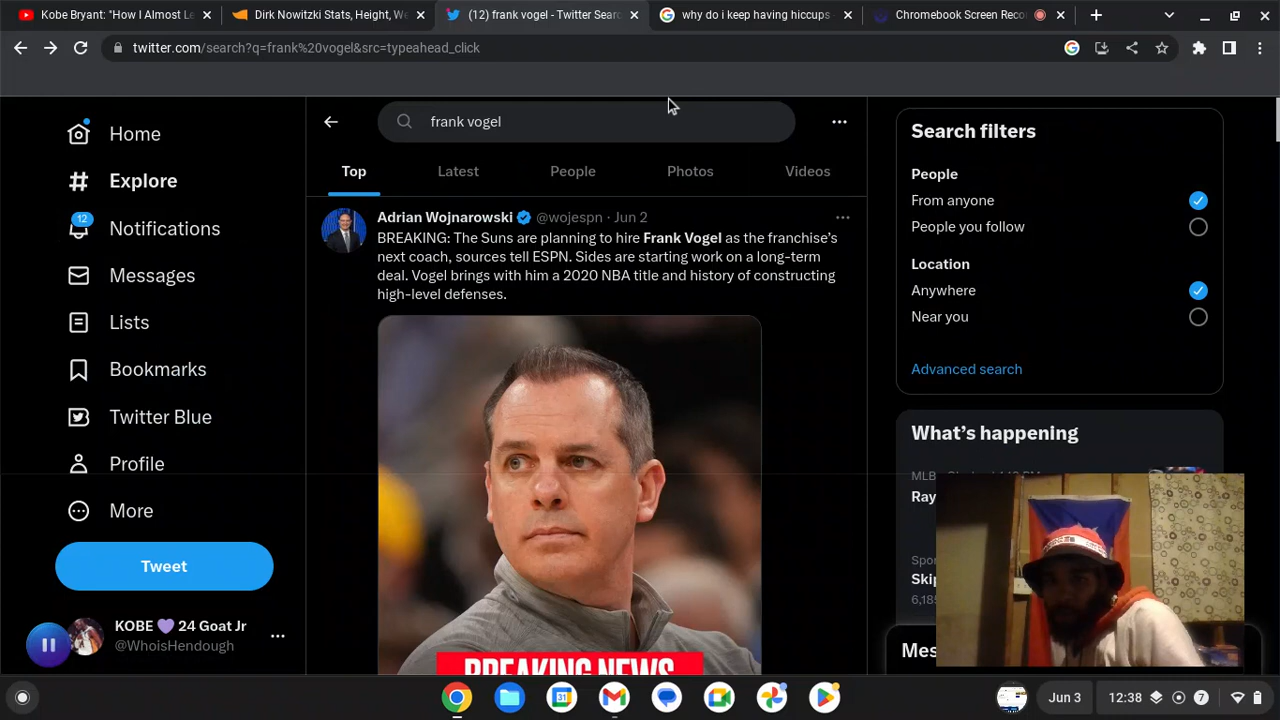 Kobe Bryant: "How I Almost Le
Dirk Nowitzki Stats, Height, We
(12) frank vogel - Twitter Searc
why do i keep having hiccups -
Chromebook Screen Reco
twitter.com/search?q=frank%20vogel&src=typeahead_click
frank vogel
Top
Latest
People
Photos
Videos
Home
Explore
12
Notifications
Messages
Lists
Bookmarks
Twitter Blue
Profile
More
Tweet
KOBE 💜 24 Goat Jr
@WhoisHendough
Adrian Wojnarowski @wojespn · Jun 2
BREAKING: The Suns are planning to hire Frank Vogel as the franchise's
next coach, sources tell ESPN. Sides are starting work on a long-term
deal. Vogel brings with him a 2020 NBA title and history of constructing
high-level defenses.
BREAKING NEWS
Search filters
People
From anyone
People you follow
Location
Anywhere
Near you
Advanced search
What's happening
MLB
Ray
Spor
Skip
6,185
Mes
31
Jun 3
12:38
7